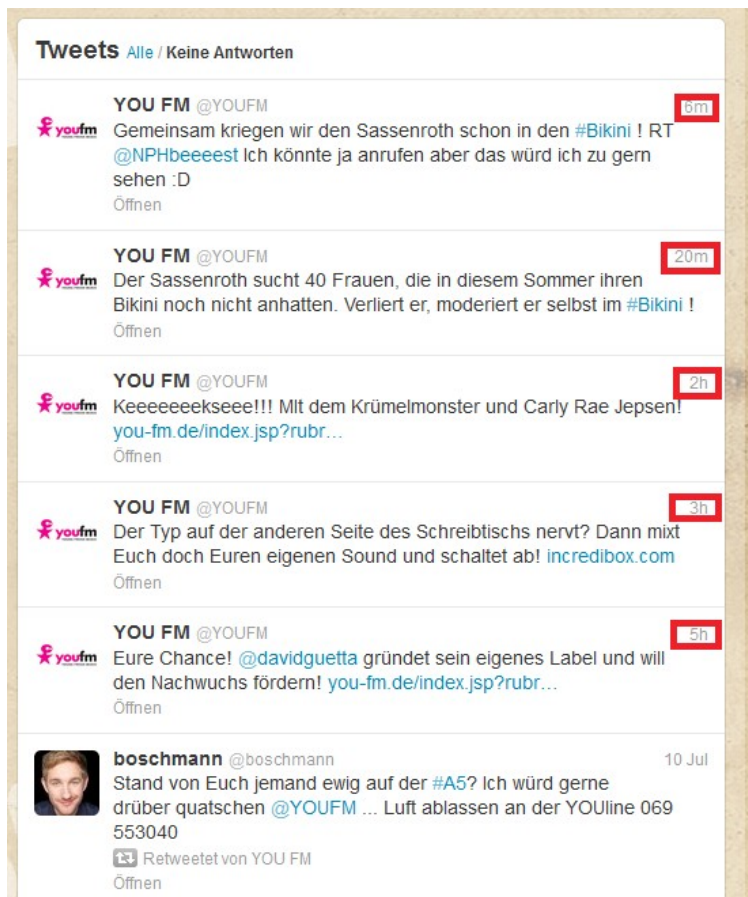 Tweets Alle / Keine Antworten
YOU FM @YOUFM 6m
youfm
Gemeinsam kriegen wir den Sassenroth schon in den #Bikini ! RT
@NPHbeeeest Ich könnte ja anrufen aber das würd ich zu gern
sehen :D
Öffnen
YOU FM @YOUFM 20m
youfm
Der Sassenroth sucht 40 Frauen, die in diesem Sommer ihren
Bikini noch nicht anhatten. Verliert er, moderiert er selbst im #Bikini !
Öffnen
YOU FM @YOUFM 2h
youfm
Keeeeeeekseee!!! MIt dem Krümelmonster und Carly Rae Jepsen!
you-fm.de/index.jsp?rubr…
Öffnen
YOU FM @YOUFM 3h
youfm
Der Typ auf der anderen Seite des Schreibtischs nervt? Dann mixt
Euch doch Euren eigenen Sound und schaltet ab! incredibox.com
Öffnen
YOU FM @YOUFM 5h
youfm
Eure Chance! @davidguetta gründet sein eigenes Label und will
den Nachwuchs fördern! you-fm.de/index.jsp?rubr…
Öffnen
boschmann @boschmann 10 Jul
Stand von Euch jemand ewig auf der #A5? Ich würd gerne
drüber quatschen @YOUFM ... Luft ablassen an der YOUline 069
553040
Retweetet von YOU FM
Öffnen